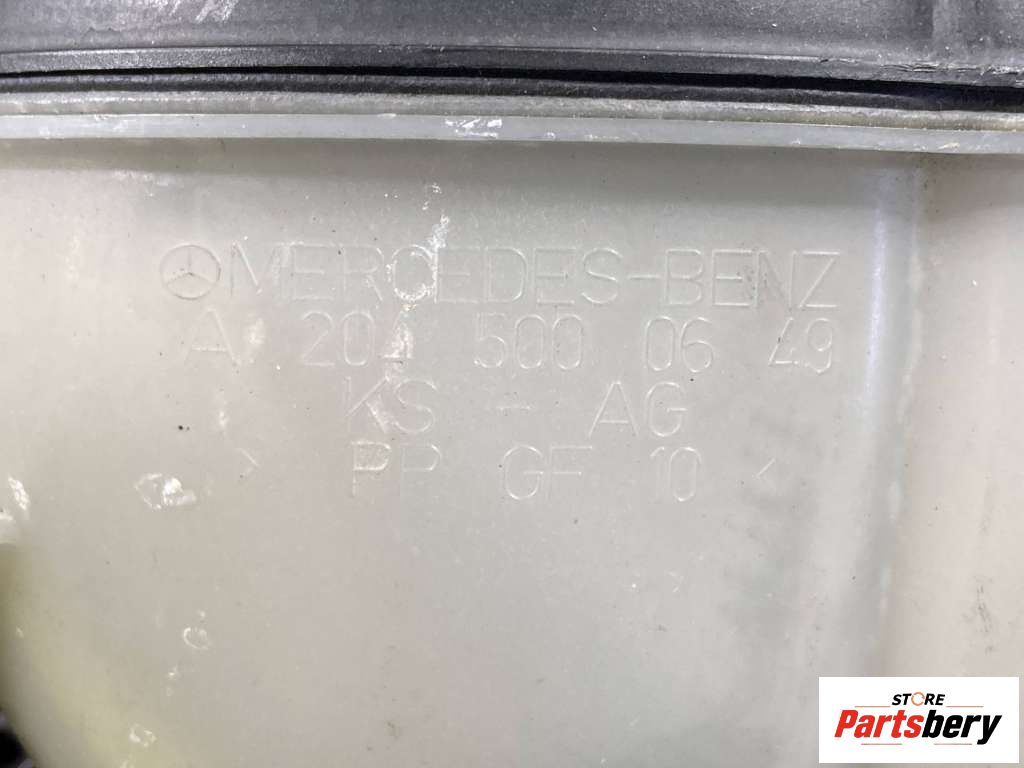 MERCEDES-BENZ
A 204 500 06 49
KS - AG
> PP GF 10 <
STORE
Partsbery